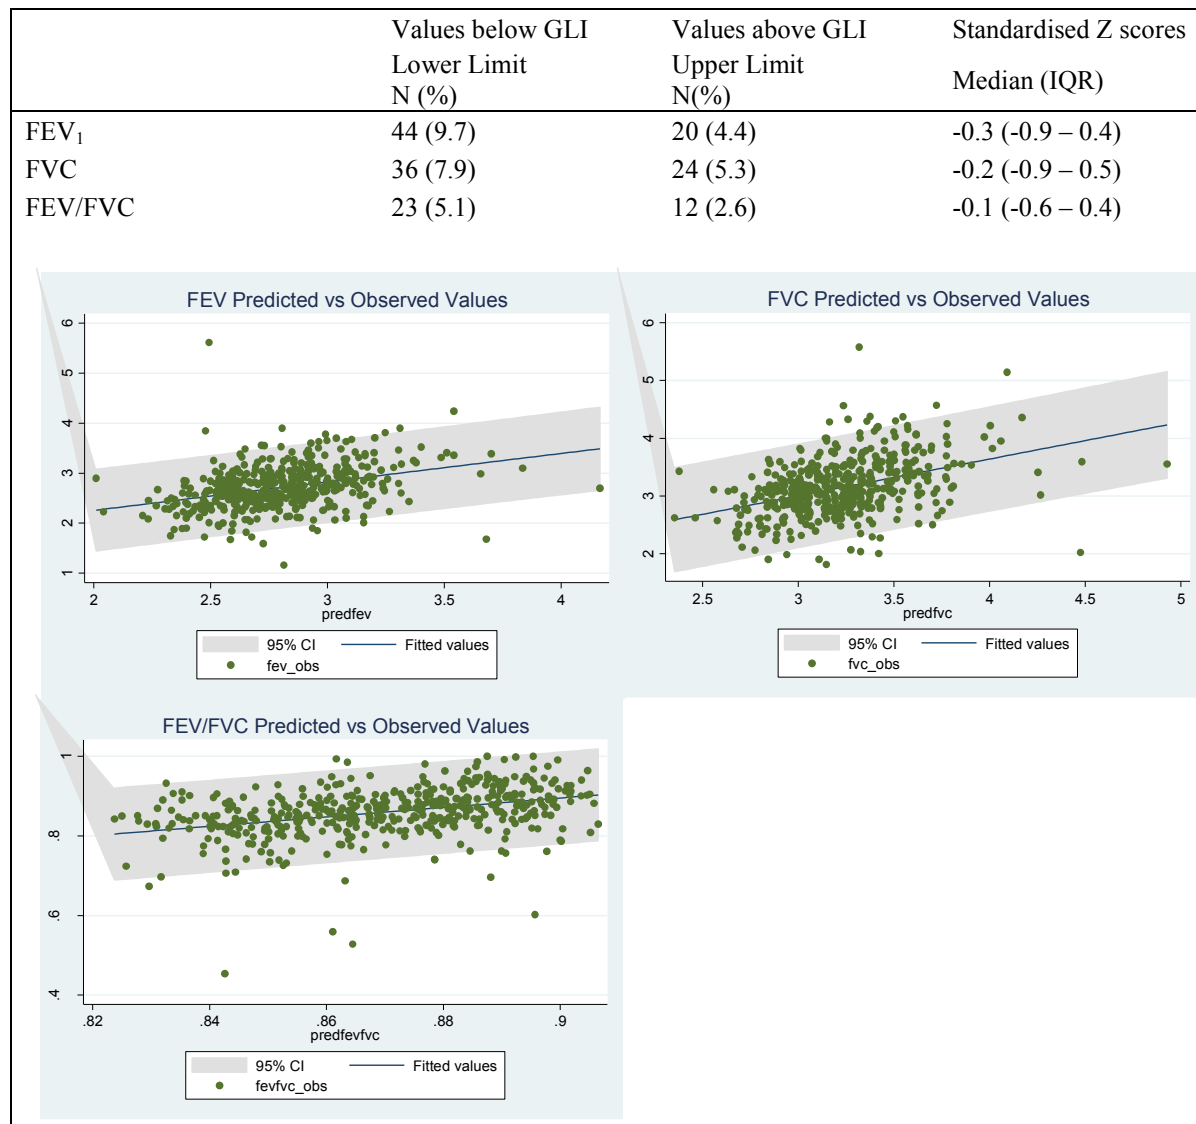 Values below GLI Lower Limit N (%) Values above GLI Upper Limit N(%) Standardised Z scores Median (IQR)
FEV1 44 (9.7) 20 (4.4) -0.3 (-0.9 – 0.4)
FVC 36 (7.9) 24 (5.3) -0.2 (-0.9 – 0.5)
FEV/FVC 23 (5.1) 12 (2.6) -0.1 (-0.6 – 0.4)
FEV Predicted vs Observed Values
6
5
4
3
2
1
2 2.5 3 3.5 4
predfev
95% CI Fitted values
fev_obs
FVC Predicted vs Observed Values
6
5
4
3
2
2.5 3 3.5 4 4.5 5
predfvc
95% CI Fitted values
fvc_obs
FEV/FVC Predicted vs Observed Values
1
.8
.6
.4
.82 .84 .86 .88 .9
predfevfvc
95% CI Fitted values
fevfvc_obs